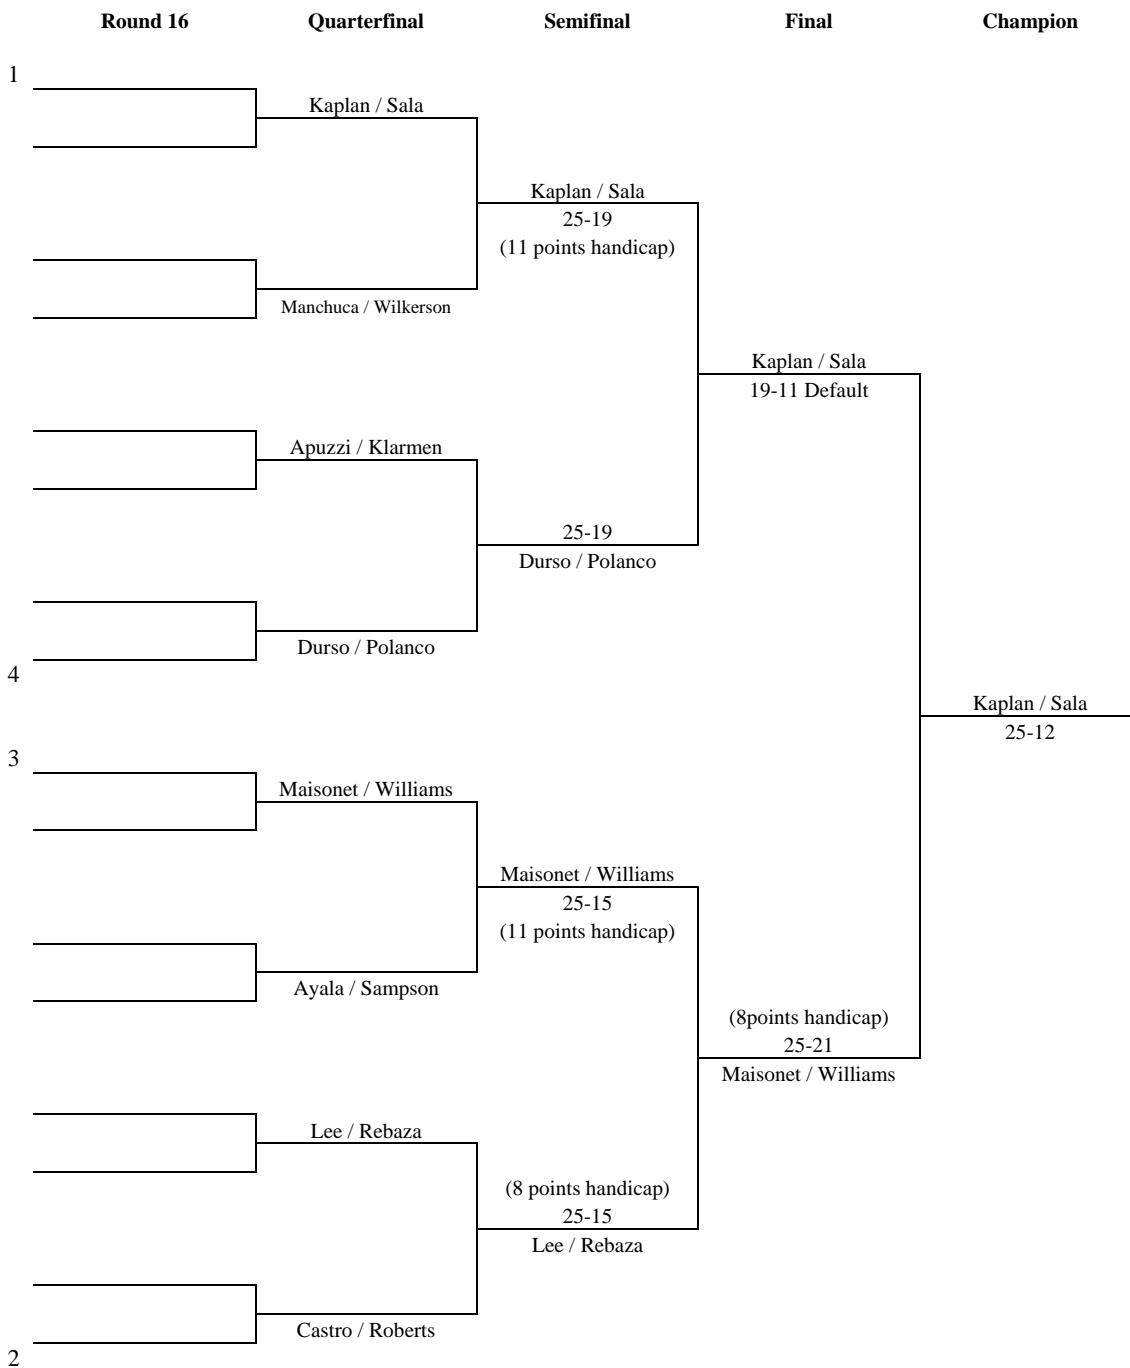 Round 16 Quarterfinal Semifinal Final Champion
1
Kaplan / Sala
Kaplan / Sala
25-19
(11 points handicap)
Manchuca / Wilkerson
Kaplan / Sala
19-11 Default
Apuzzi / Klarmen
25-19
Durso / Polanco
Durso / Polanco
4
Kaplan / Sala
25-12
3
Maisonet / Williams
Maisonet / Williams
25-15
(11 points handicap)
Ayala / Sampson
(8points handicap)
25-21
Maisonet / Williams
Lee / Rebaza
(8 points handicap)
25-15
Lee / Rebaza
Castro / Roberts
2